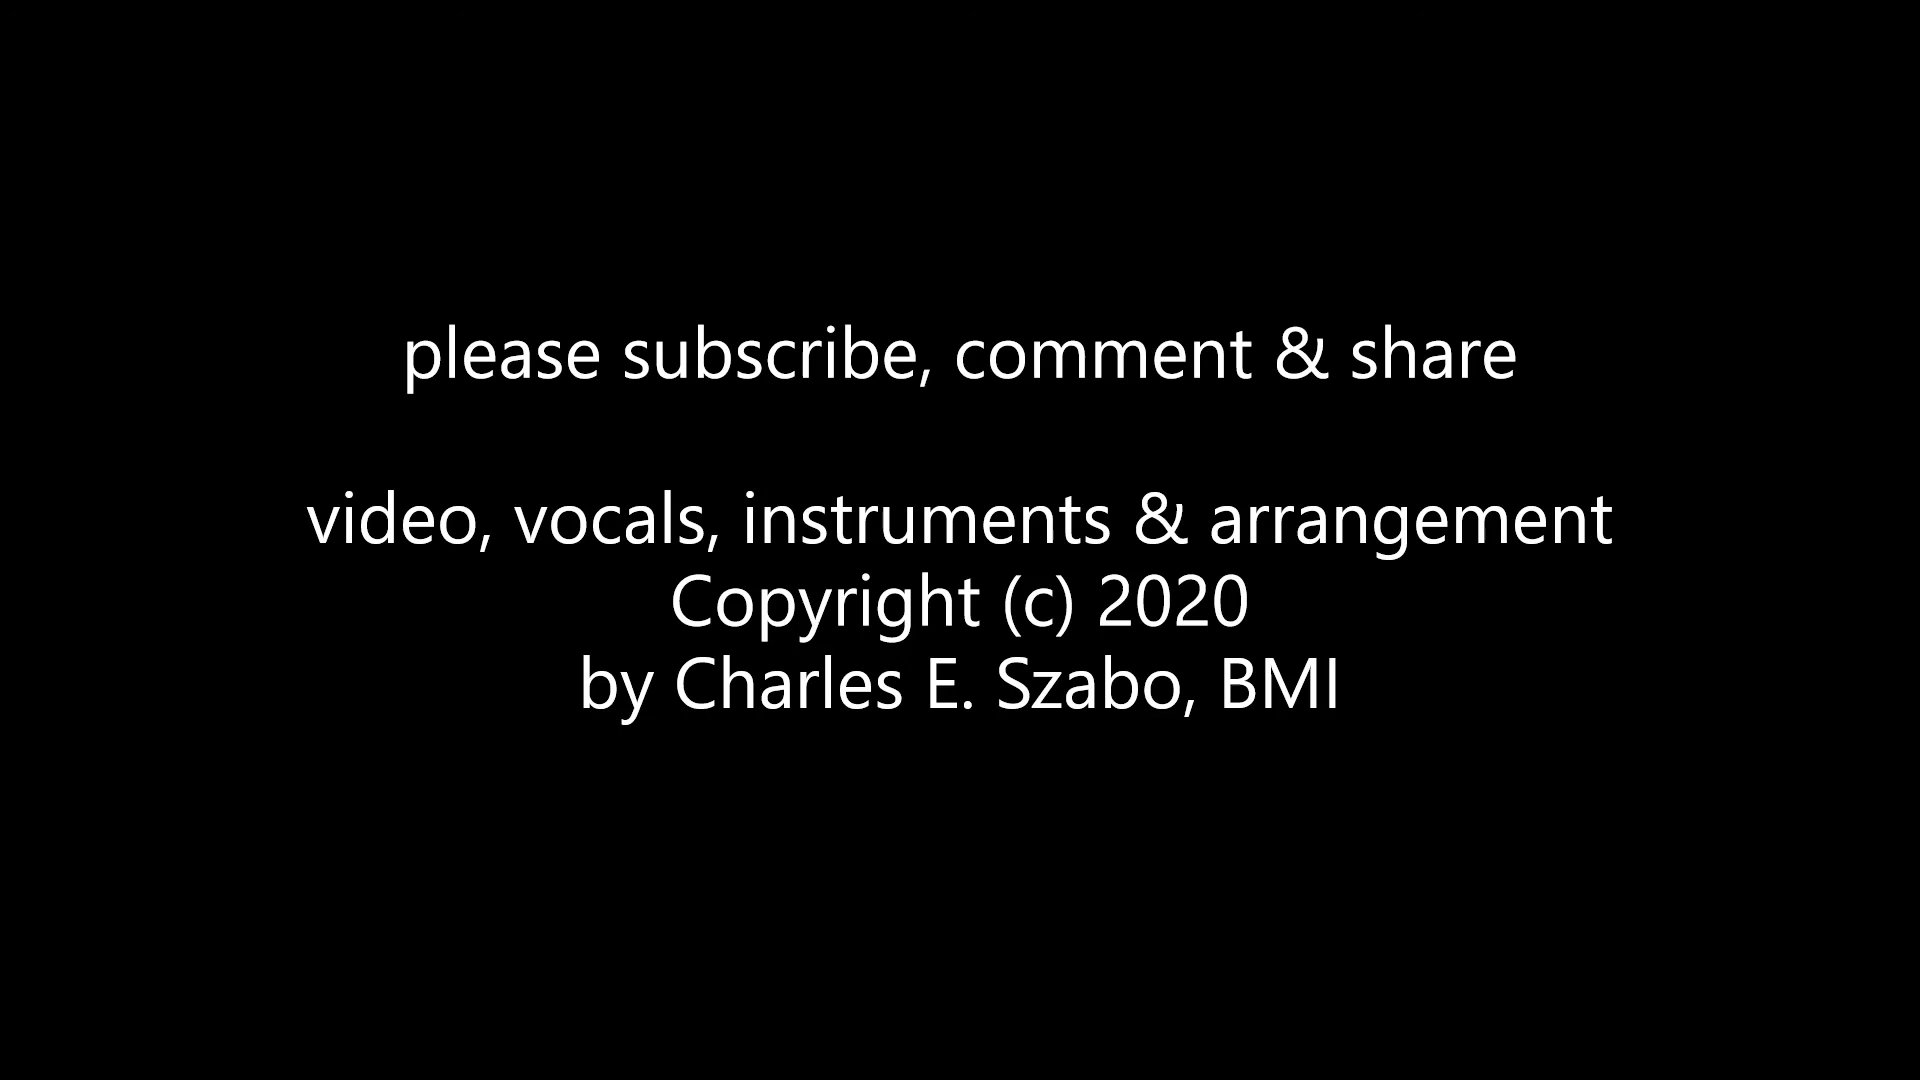 please subscribe, comment & share
video, vocals, instruments & arrangement
Copyright (c) 2020
by Charles E. Szabo, BMI